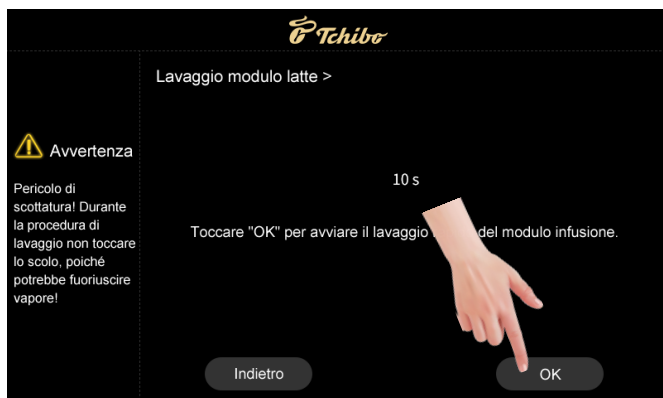 Tchibo
Lavaggio modulo latte >
Avvertenza
Pericolo di
scottatura! Durante
la procedura di
lavaggio non toccare
lo scolo, poiché
potrebbe fuoriuscire
vapore!
10 s
Toccare "OK" per avviare il lavaggio del modulo infusione.
Indietro
OK